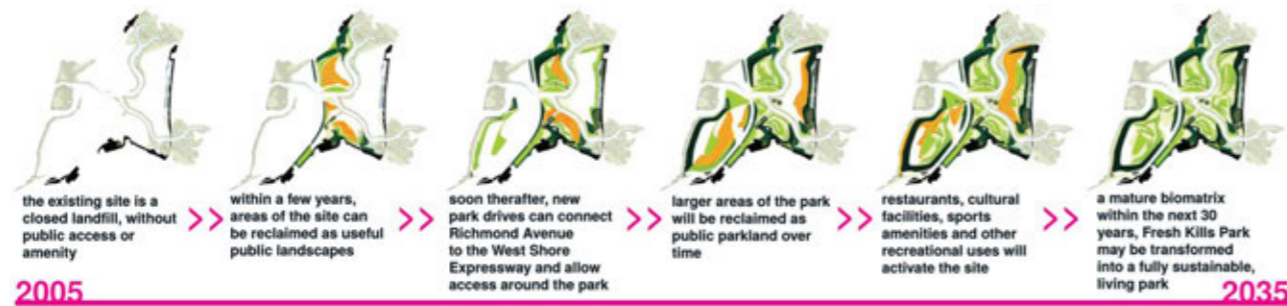 the existing site is a
closed landfill, without
public access or
amenity
within a few years,
areas of the site can
be reclaimed as useful
public landscapes
soon therafter, new
park drives can connect
Richmond Avenue
to the West Shore
Expressway and allow
access around the park
larger areas of the park
will be reclaimed as
public parkland over
time
restaurants, cultural
facilities, sports
amenities and other
recreational uses will
activate the site
a mature biomatrix
within the next 30
years, Fresh Kills Park
may be transformed
into a fully sustainable,
living park
2005
2035